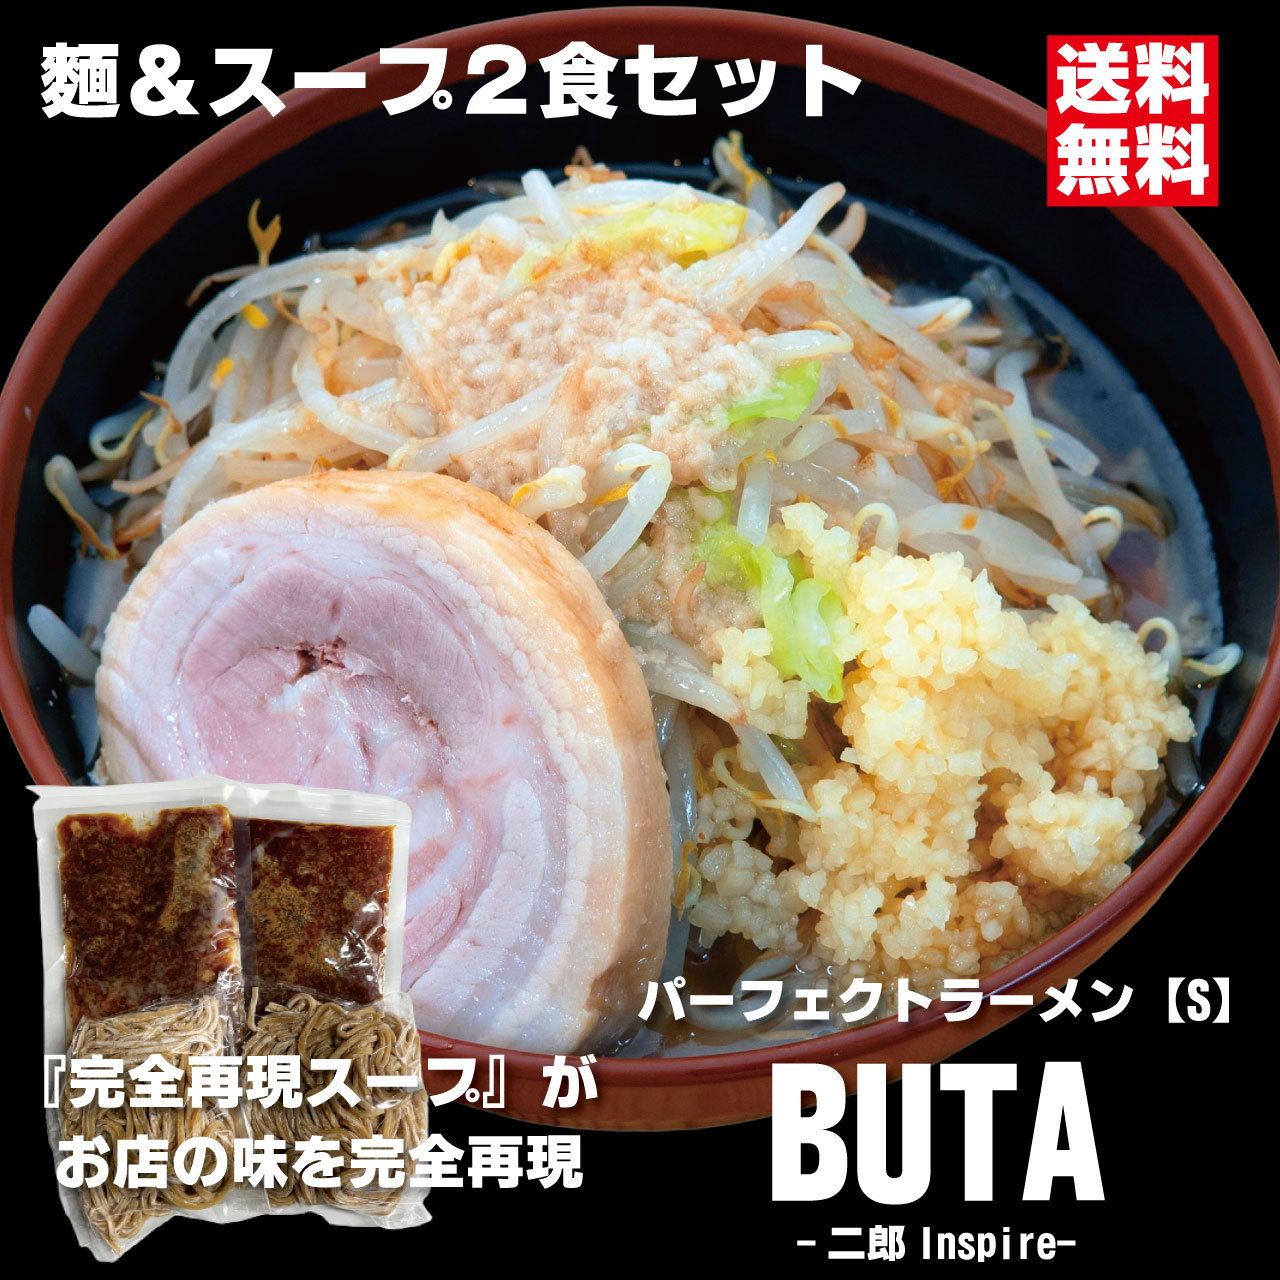 麵＆スープ２食セット
送料
無料
パーフェクトラーメン【S】
BUTA
-二郎 Inspire-
『完全再現スープ』が
お店の味を完全再現